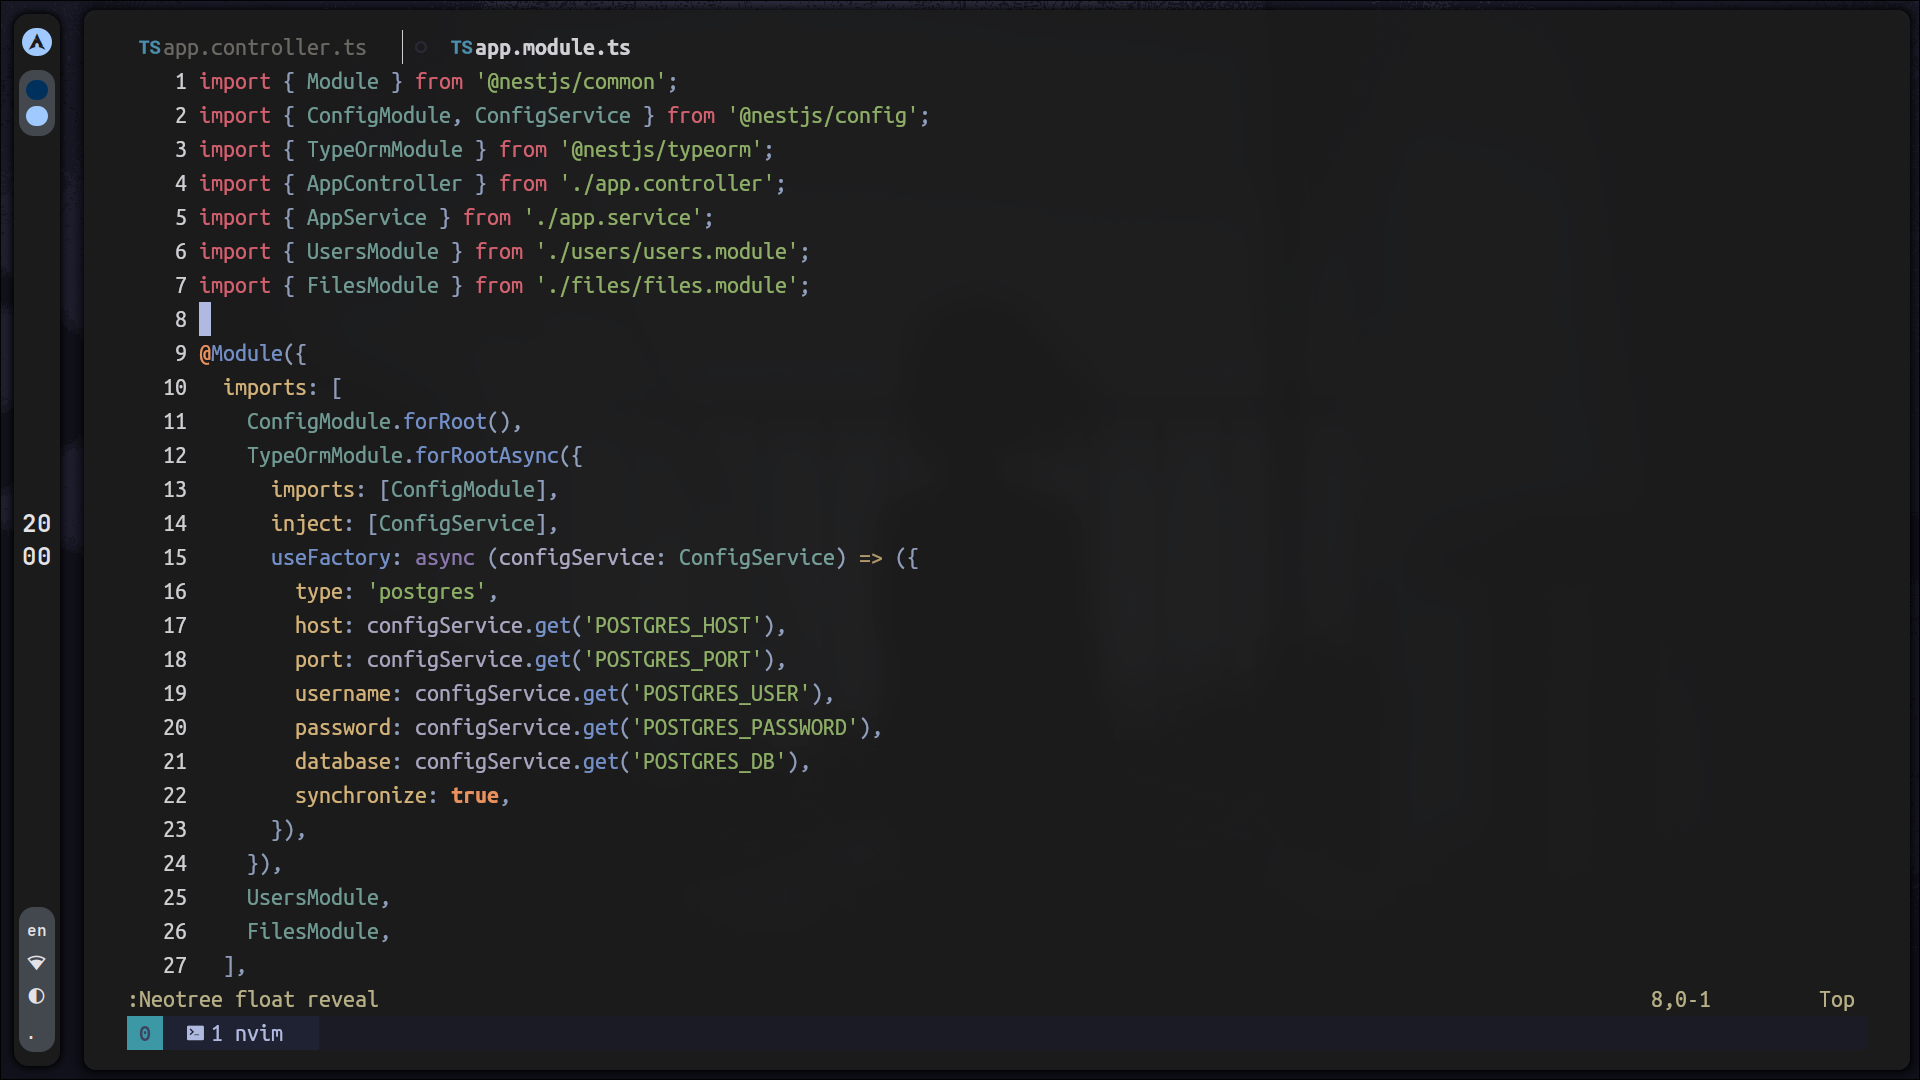 TS app.controller.ts TS app.module.ts
1 import { Module } from '@nestjs/common';
2 import { ConfigModule, ConfigService } from '@nestjs/config';
3 import { TypeOrmModule } from '@nestjs/typeorm';
4 import { AppController } from './app.controller';
5 import { AppService } from './app.service';
6 import { UsersModule } from './users/users.module';
7 import { FilesModule } from './files/files.module';
8
9 @Module({
10   imports: [
11     ConfigModule.forRoot(),
12     TypeOrmModule.forRootAsync({
13       imports: [ConfigModule],
14       inject: [ConfigService],
15       useFactory: async (configService: ConfigService) => ({
16         type: 'postgres',
17         host: configService.get('POSTGRES_HOST'),
18         port: configService.get('POSTGRES_PORT'),
19         username: configService.get('POSTGRES_USER'),
20         password: configService.get('POSTGRES_PASSWORD'),
21         database: configService.get('POSTGRES_DB'),
22         synchronize: true,
23       }),
24     }),
25     UsersModule,
26     FilesModule,
27   ],
:Neotree float reveal 8,0-1 Top
0 1 nvim
20
00
en
.